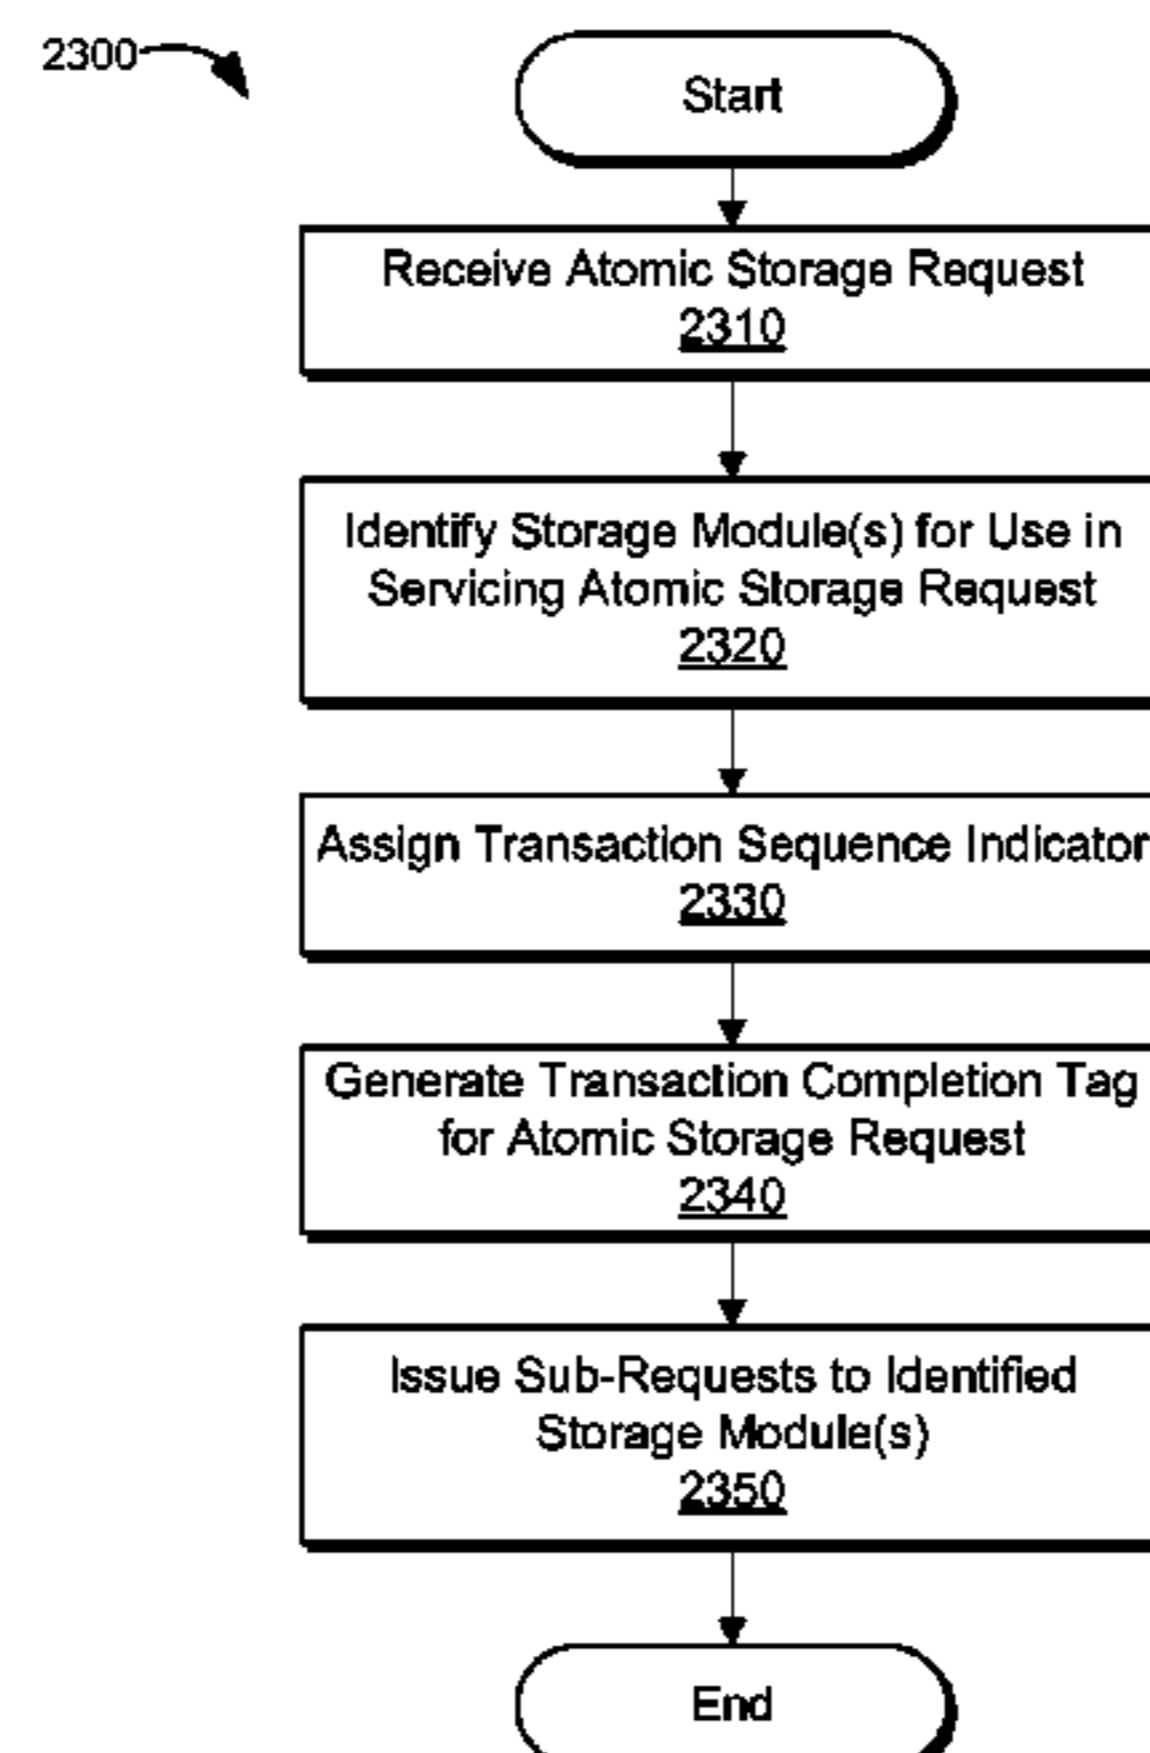 2300
Start
Receive Atomic Storage Request
2310
Identify Storage Module(s) for Use in
Servicing Atomic Storage Request
2320
Assign Transaction Sequence Indicator
2330
Generate Transaction Completion Tag
for Atomic Storage Request
2340
Issue Sub-Requests to Identified
Storage Module(s)
2350
End